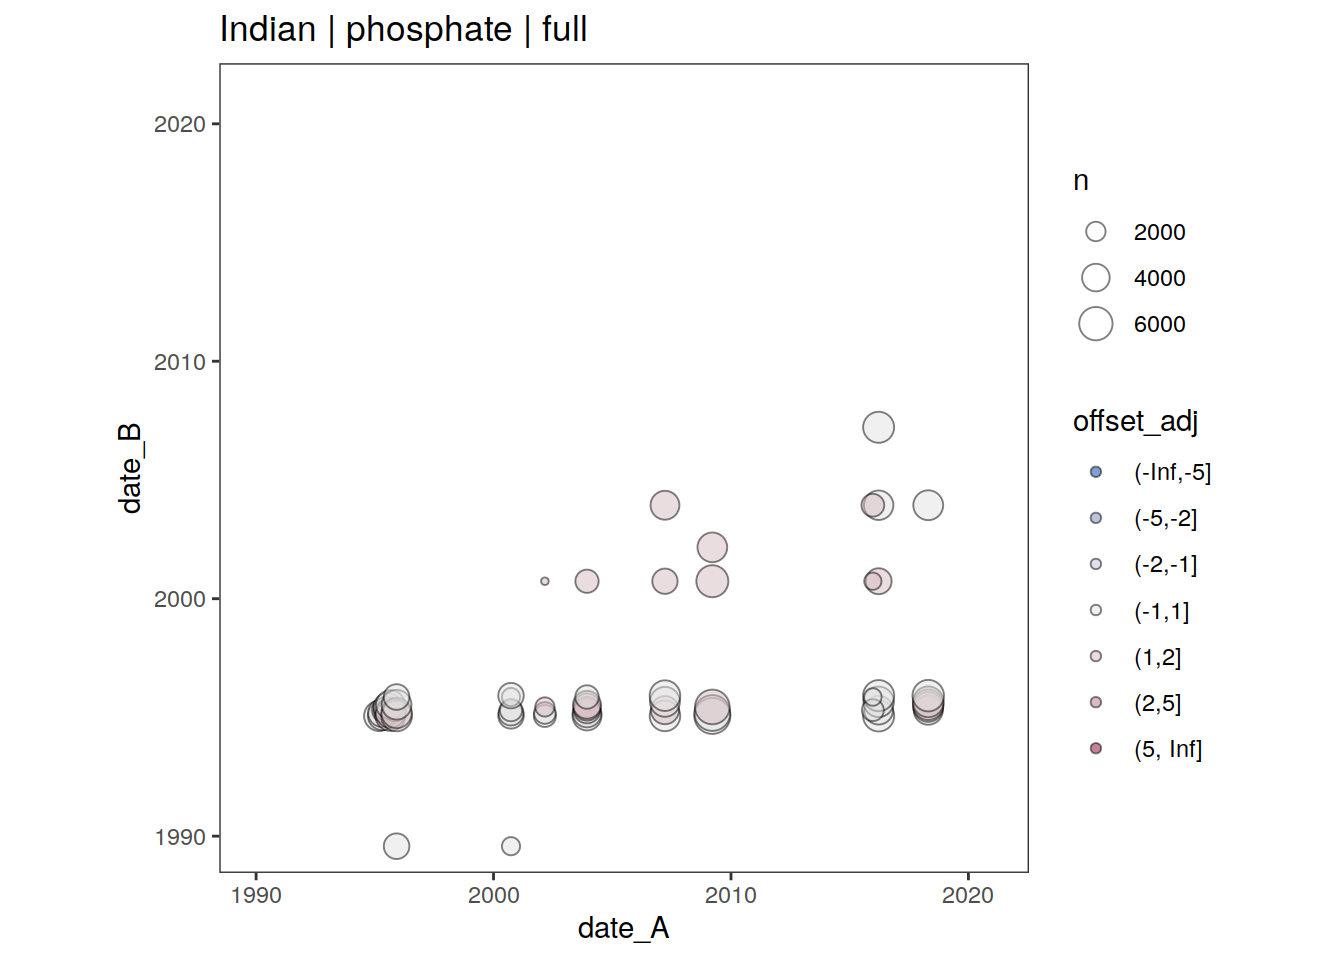 Indian | phosphate | full
2020
2010
2000
1990
date_B
1990
2000
2010
2020
date_A
n
2000
4000
6000
offset_adj
(-Inf,-5]
(-5,-2]
(-2,-1]
(-1,1]
(1,2]
(2,5]
(5, Inf]